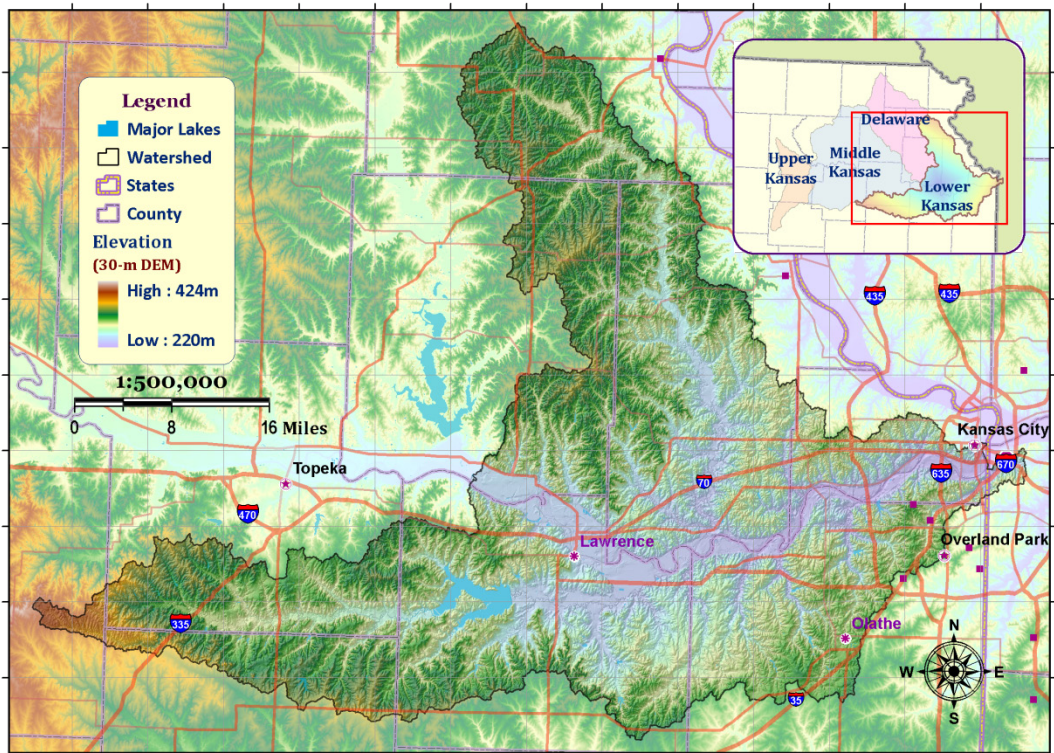 Legend
Major Lakes
Watershed
States
County
Elevation
(30-m DEM)
High : 424m
Low : 220m
1:500,000
0 8 16 Miles
Delaware
Upper
Kansas
Middle
Kansas
Lower
Kansas
435
435
Kansas City
Topeka
70
635
670
470
Lawrence
Overland Park
335
Olathe
35
N
W E
S